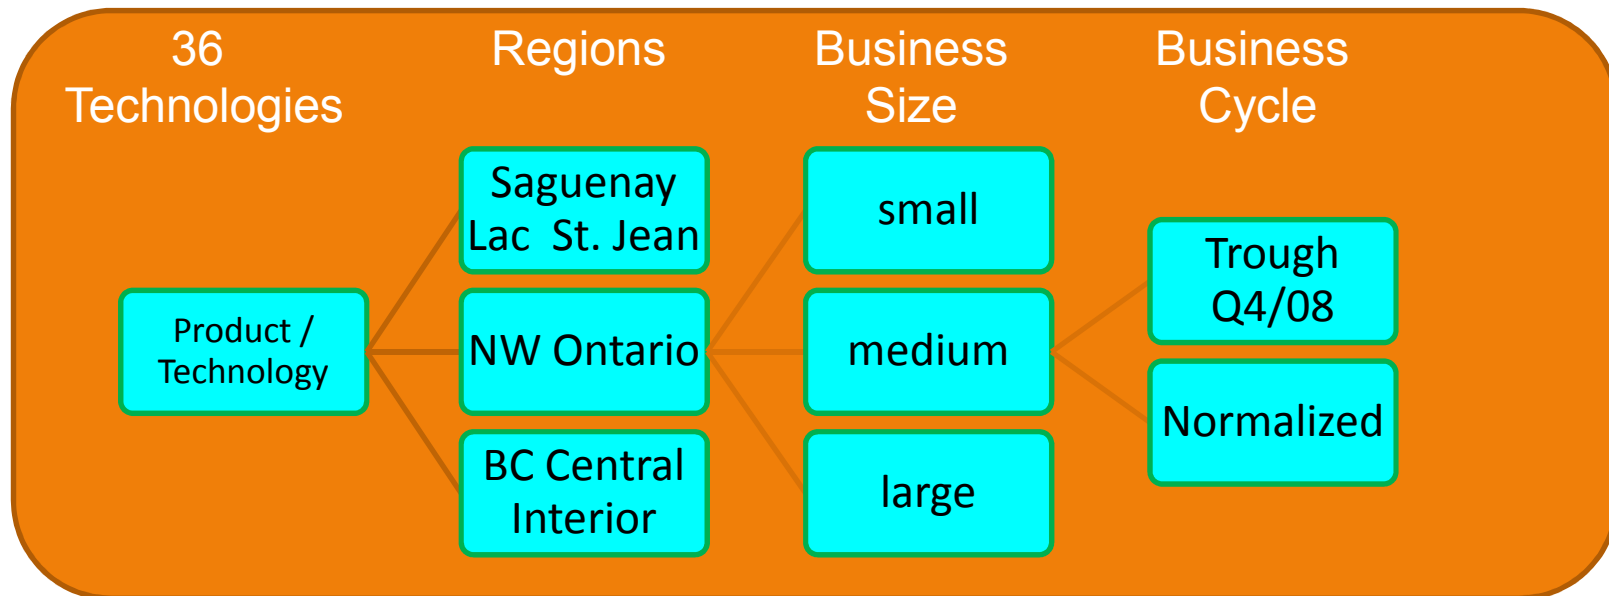 36
Technologies
Regions
Business
Size
Business
Cycle
Product /
Technology
Saguenay
Lac St. Jean
NW Ontario
BC Central
Interior
small
medium
large
Trough
Q4/08
Normalized